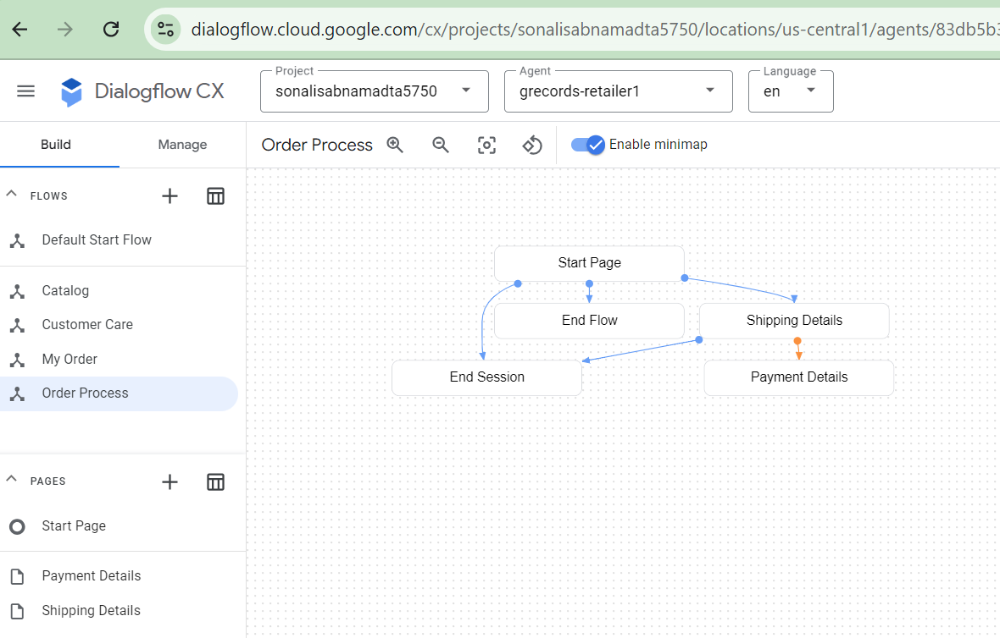 dialogflow.cloud.google.com/cx/projects/sonalisabnamadta5750/locations/us-central1/agents/83db5b3
Dialogflow CX
Project
sonalisabnamadta5750
Agent
grecords-retailer1
Language
en
Build
Manage
Order Process
Enable minimap
FLOWS
Default Start Flow
Catalog
Customer Care
My Order
Order Process
PAGES
Start Page
Payment Details
Shipping Details
Start Page
End Flow
Shipping Details
End Session
Payment Details